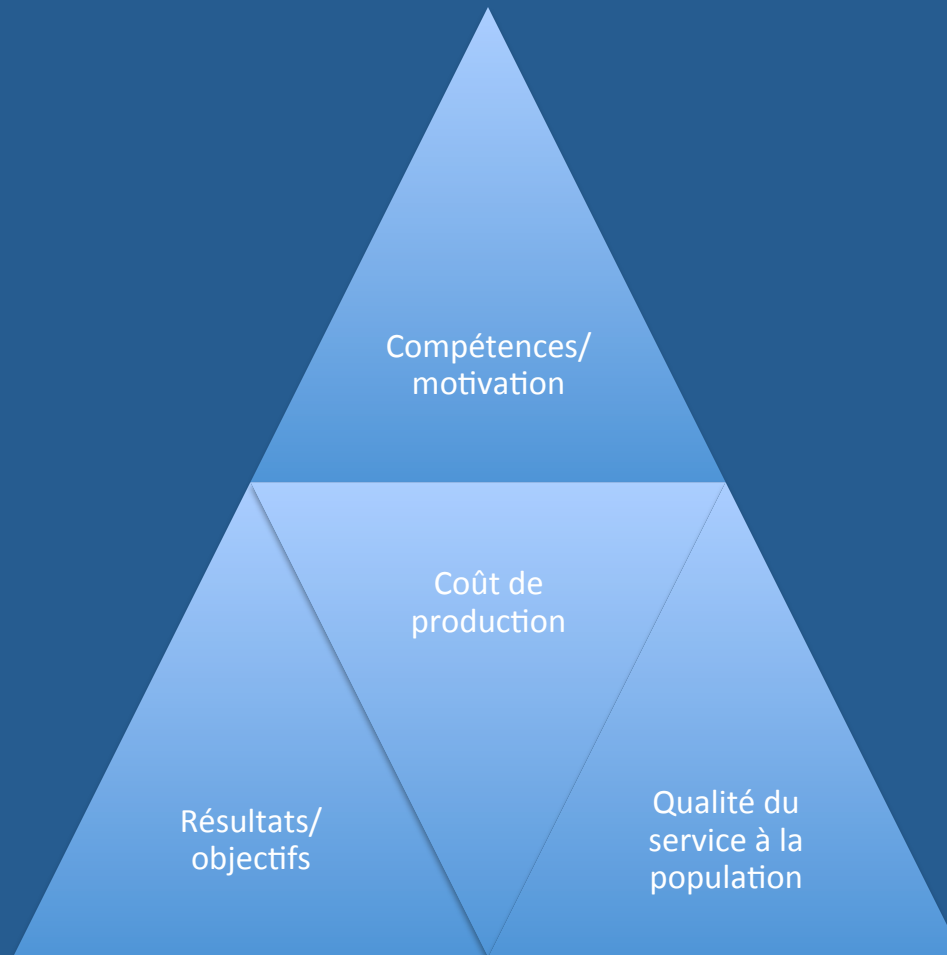 Compétences/
motivation
Coût de
production
Résultats/
objectifs
Qualité du
service à la
population